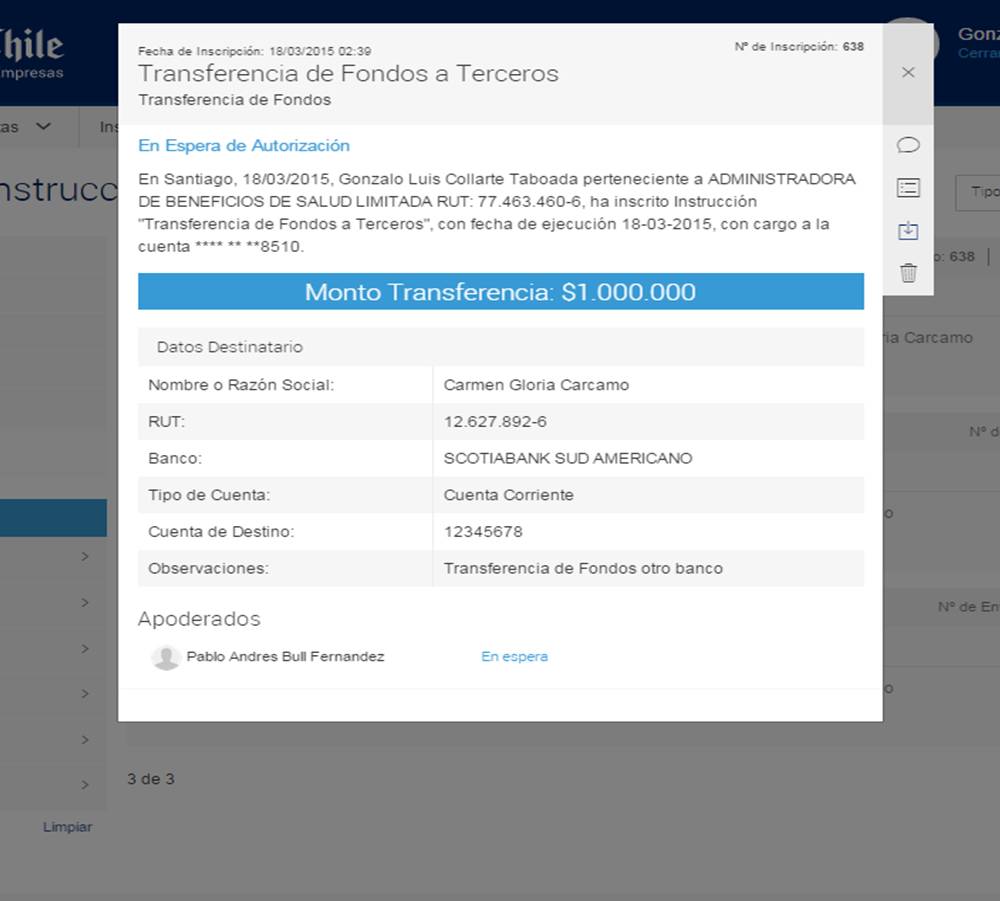 hile
mpresas
Gonz
Cerrar
as
Ins
nstrucc
Tipo
Fecha de Inscripción: 18/03/2015 02:39
Nº de Inscripción: 638
Transferencia de Fondos a Terceros
Transferencia de Fondos
En Espera de Autorización
En Santiago, 18/03/2015, Gonzalo Luis Collarte Taboada perteneciente a ADMINISTRADORA
DE BENEFICIOS DE SALUD LIMITADA RUT: 77.463.460-6, ha inscrito Instrucción
"Transferencia de Fondos a Terceros", con fecha de ejecución 18-03-2015, con cargo a la
cuenta **** ** **8510.
o: 638
Monto Transferencia: $1.000.000
Datos Destinatario
ria Carcamo
Nombre o Razón Social: Carmen Gloria Carcamo
RUT: 12.627.892-6
Nº d
Banco: SCOTIABANK SUD AMERICANO
Tipo de Cuenta: Cuenta Corriente
o
Cuenta de Destino: 12345678
Observaciones: Transferencia de Fondos otro banco
Nº de En
Apoderados
Pablo Andres Bull Fernandez En espera
o
3 de 3
Limpiar